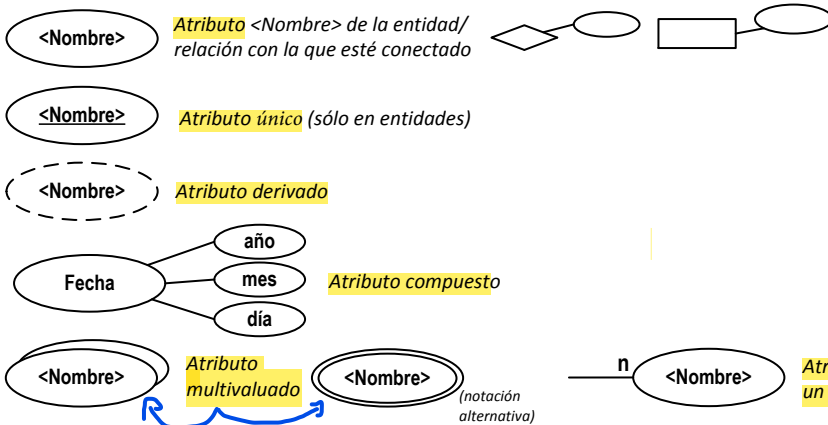 <Nombre>
Atributo <Nombre> de la entidad/
relación con la que esté conectado
<Nombre>
Atributo único (sólo en entidades)
<Nombre>
Atributo derivado
Fecha
año
mes
día
Atributo compuesto
<Nombre>
Atributo
multivaluado
<Nombre>
(notación
alternativa)
n
<Nombre>
un